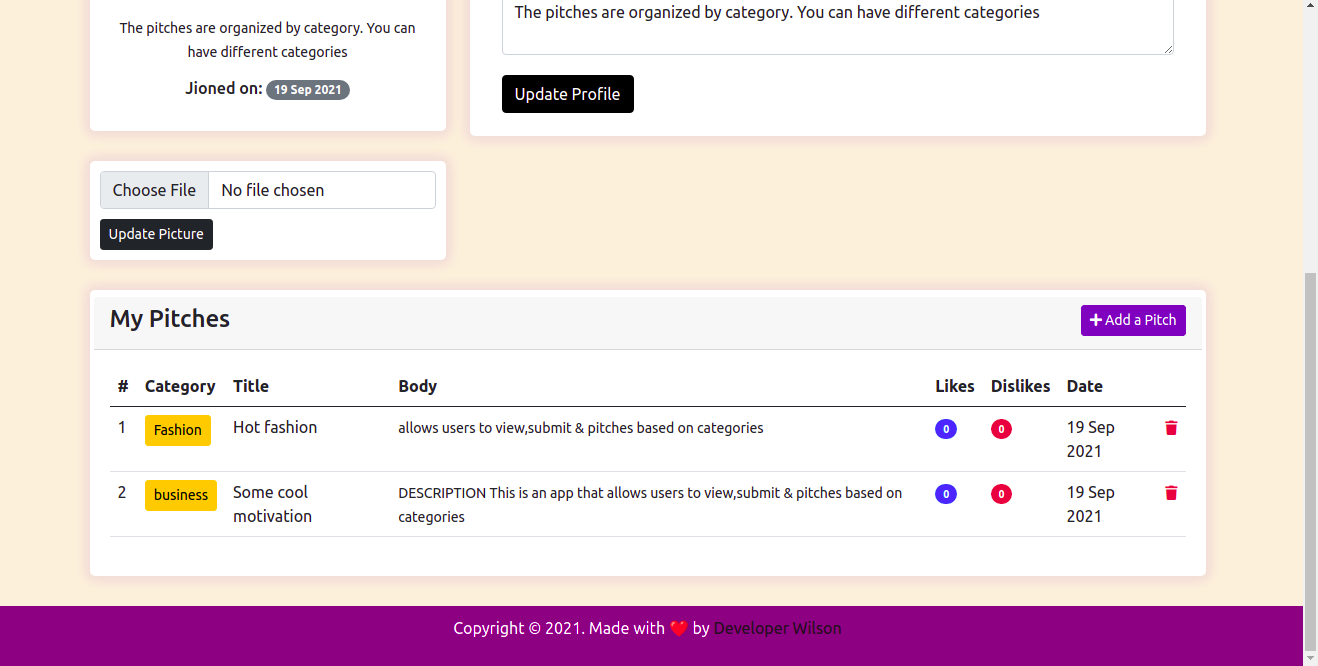 The pitches are organized by category. You can
have different categories
Jioned on: 19 Sep 2021
The pitches are organized by category. You can have different categories
Update Profile
Choose File No file chosen
Update Picture
My Pitches
Add a Pitch
# Category Title Body Likes Dislikes Date
1 Fashion Hot fashion allows users to view,submit & pitches based on categories 0 0 19 Sep
2021
2 business Some cool DESCRIPTION This is an app that allows users to view,submit & pitches based on 0 0 19 Sep
motivation categories 2021
Copyright © 2021. Made with ❤️ by Developer Wilson